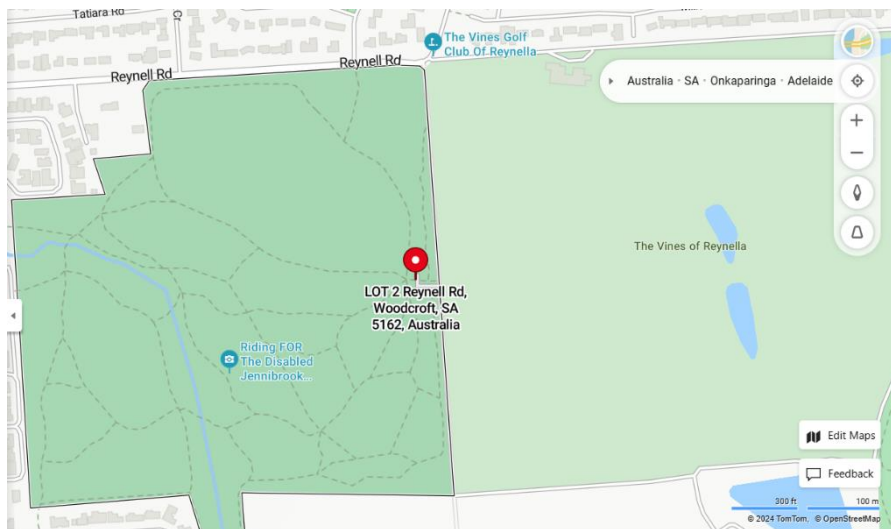 Tatiara Rd
Cr
The Vines Golf
Club Of Reynella
Reynell Rd
Reynell Rd
Australia · SA · Onkaparinga · Adelaide
The Vines of Reynella
LOT 2 Reynell Rd,
Woodcroft, SA
5162, Australia
Riding FOR
The Disabled
Jennibrook...
Edit Maps
Feedback
300 ft
100 m
© 2024 TomTom, © OpenStreetMap